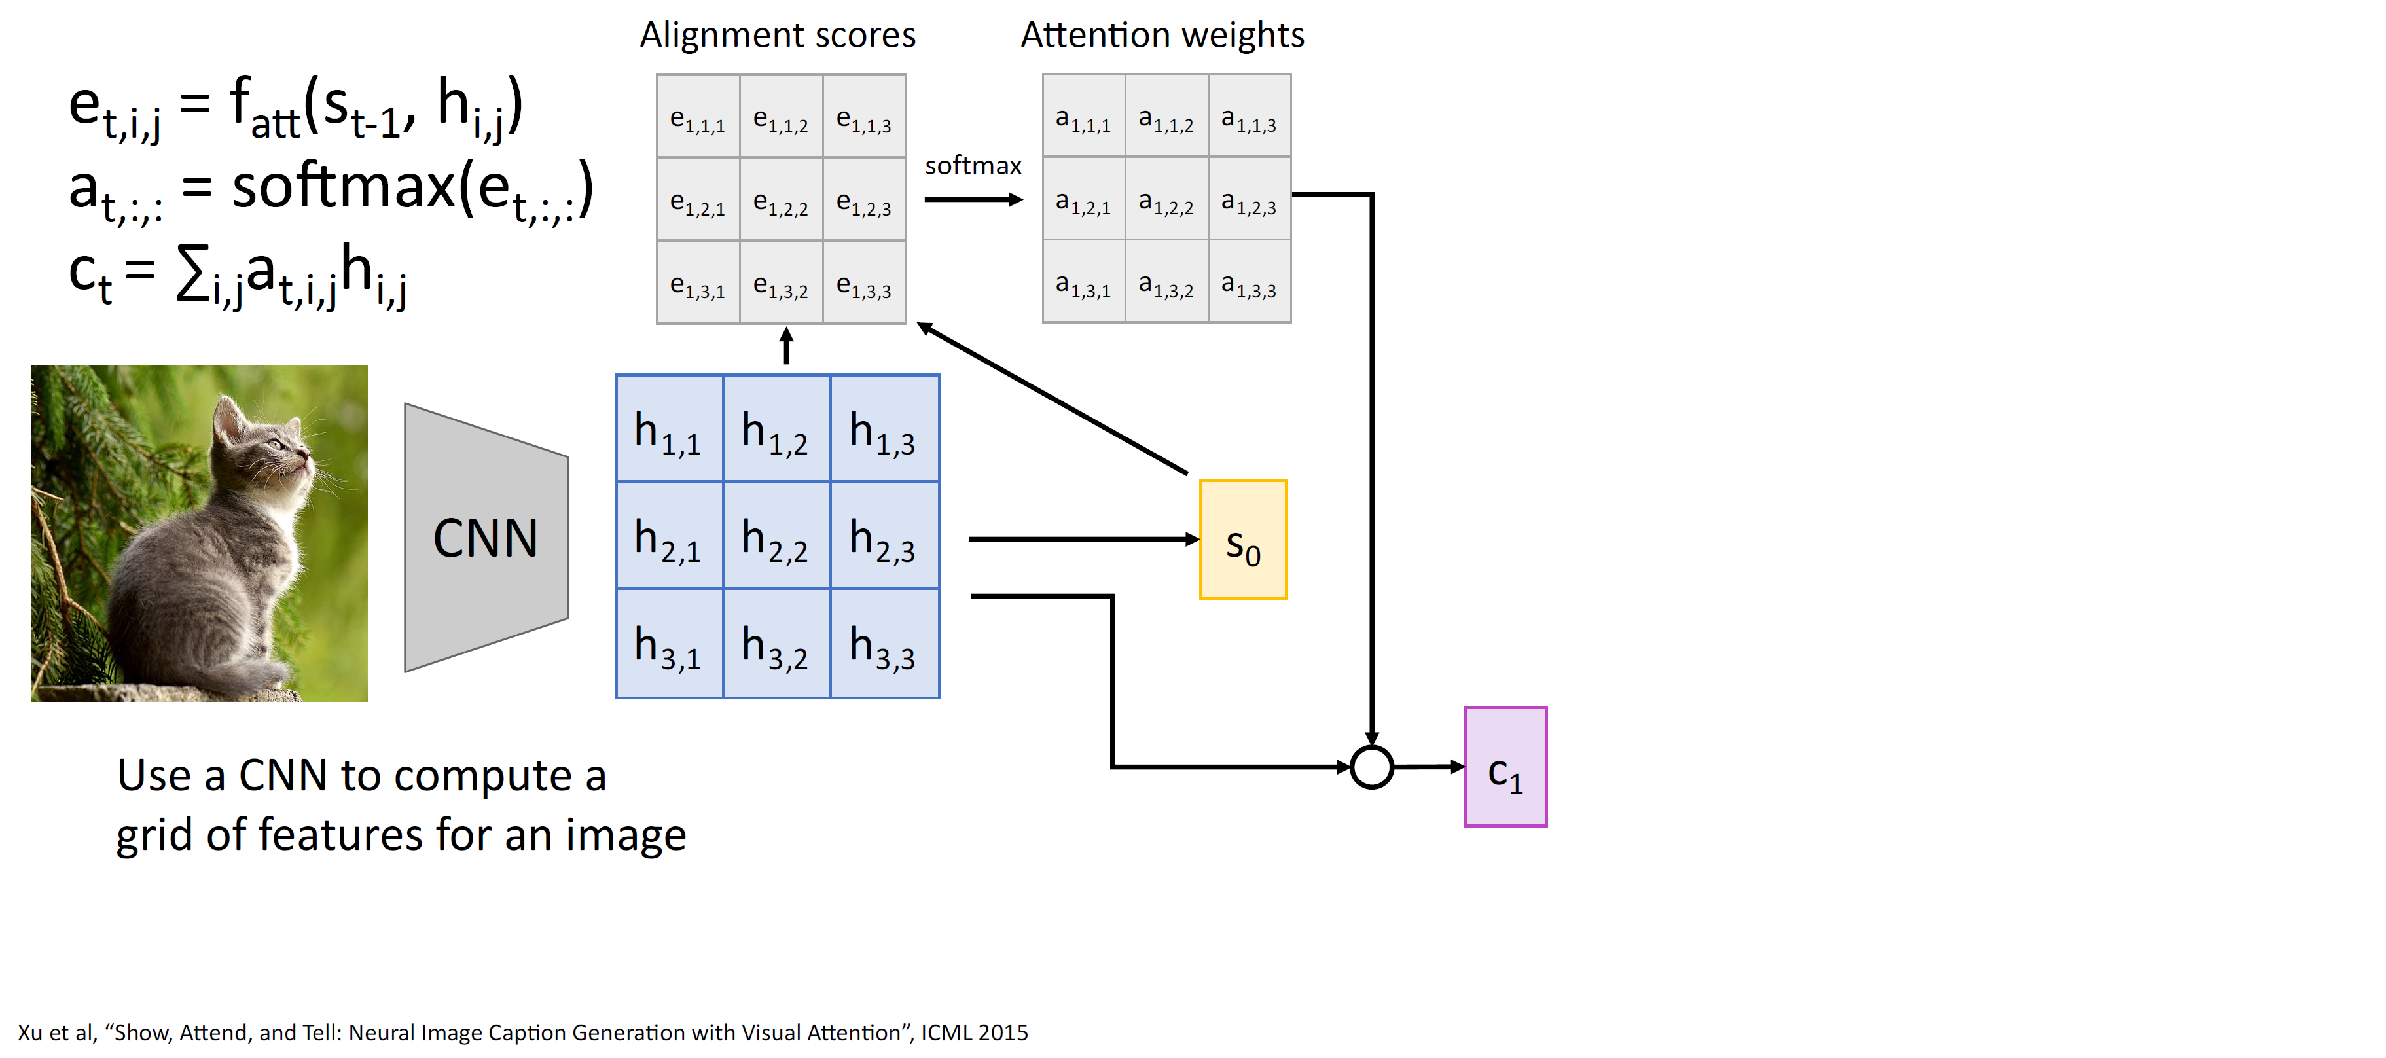 Alignment scores
Attention weights
e_{t,i,j} = f_{att}(s_{t-1}, h_{i,j})
a_{t,:,:} = softmax(e_{t,:,:})
c_t = ∑_{i,j}a_{t,i,j}h_{i,j}
e_{1,1,1} e_{1,1,2} e_{1,1,3}
e_{1,2,1} e_{1,2,2} e_{1,2,3}
e_{1,3,1} e_{1,3,2} e_{1,3,3}
softmax
a_{1,1,1} a_{1,1,2} a_{1,1,3}
a_{1,2,1} a_{1,2,2} a_{1,2,3}
a_{1,3,1} a_{1,3,2} a_{1,3,3}
CNN
h_{1,1} h_{1,2} h_{1,3}
h_{2,1} h_{2,2} h_{2,3}
h_{3,1} h_{3,2} h_{3,3}
s_0
c_1
Use a CNN to compute a
grid of features for an image
Xu et al, “Show, Attend, and Tell: Neural Image Caption Generation with Visual Attention”, ICML 2015